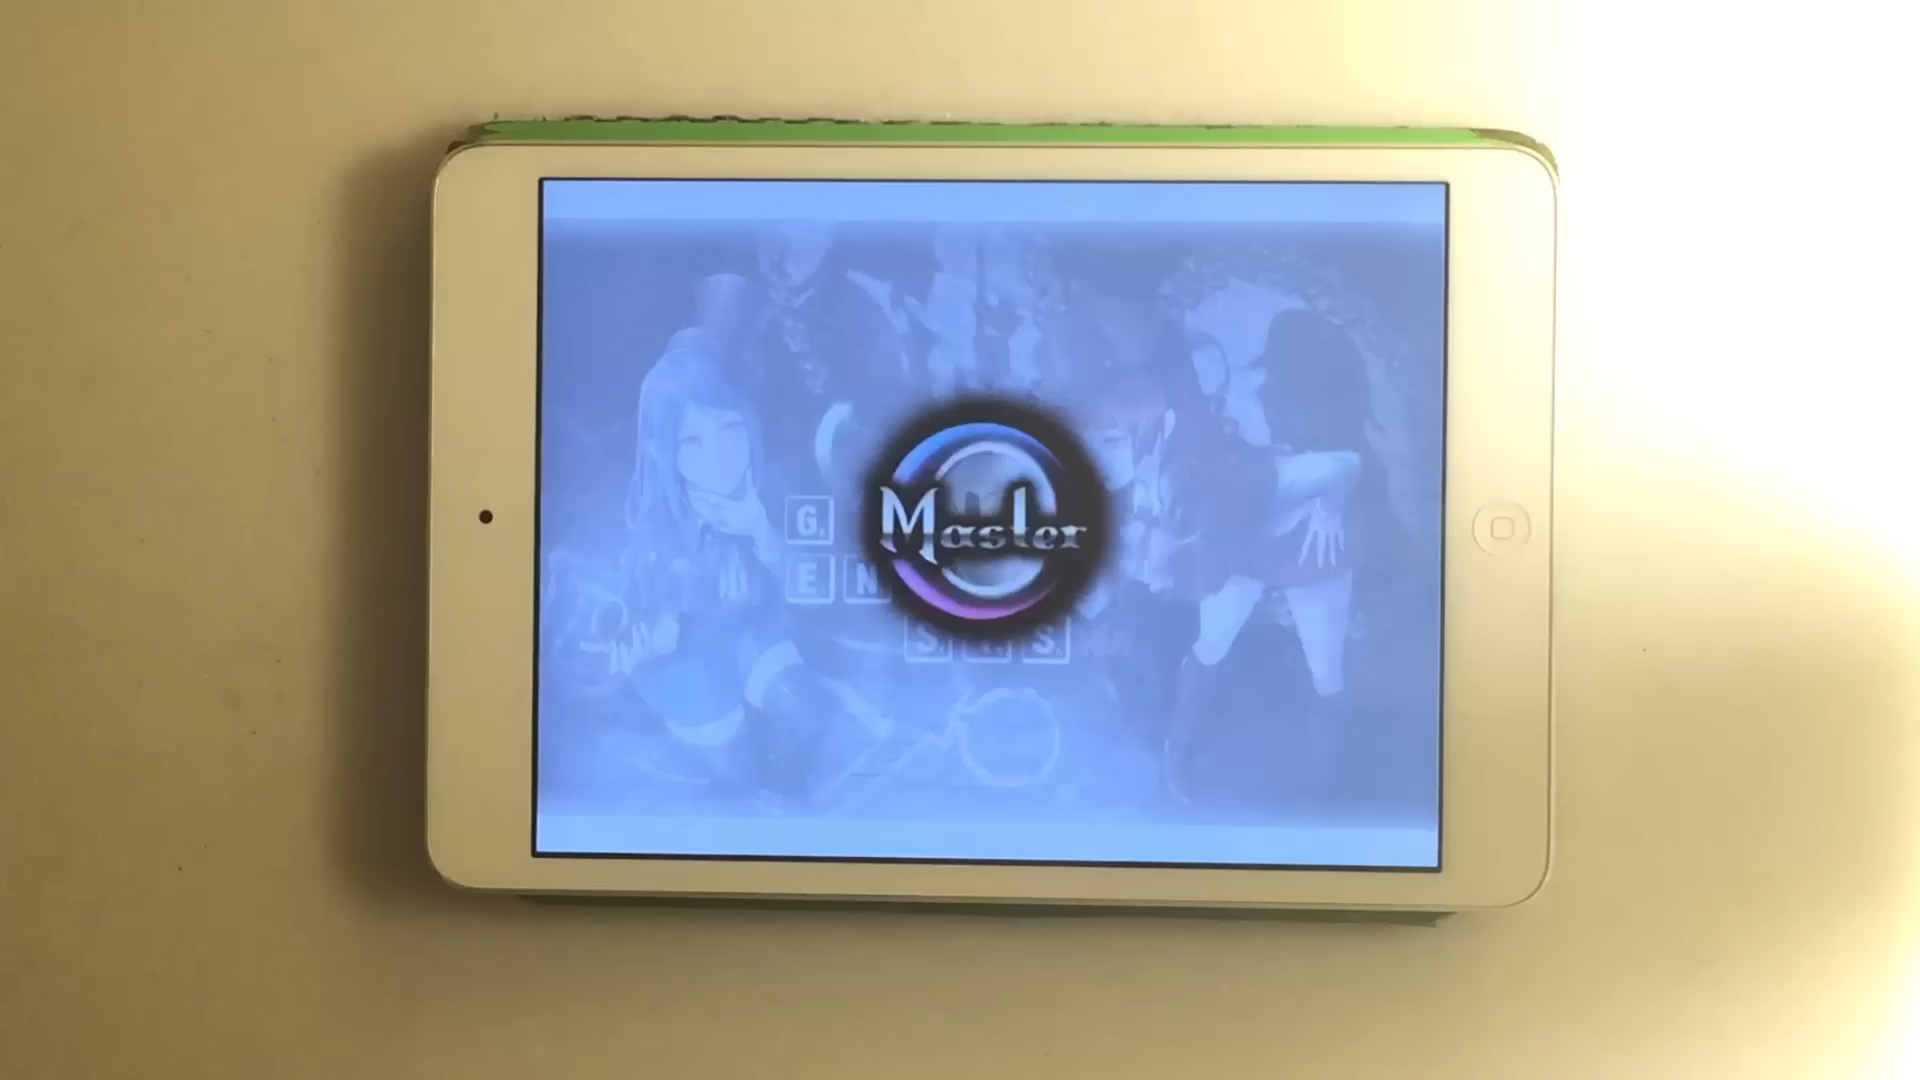 Master
G.
E. N.
S. I. S.